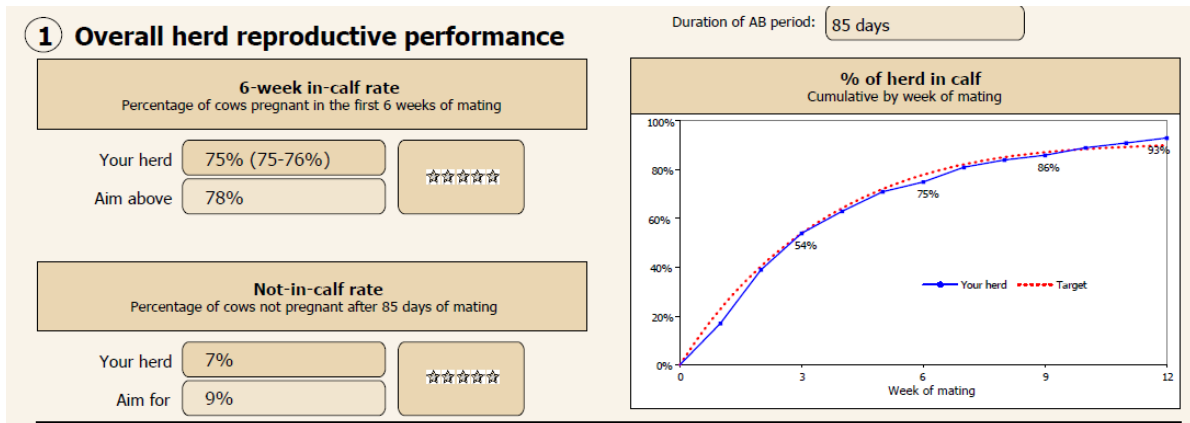 1 Overall herd reproductive performance
Duration of AB period: 85 days
6-week in-calf rate
Percentage of cows pregnant in the first 6 weeks of mating
Your herd 75% (75-76%)
Aim above 78%
Not-in-calf rate
Percentage of cows not pregnant after 85 days of mating
Your herd 7%
Aim for 9%
% of herd in calf
Cumulative by week of mating
100%
80%
60%
40%
20%
0%
54%
75%
86%
93%
Your herd Target
0 3 6 9 12
Week of mating